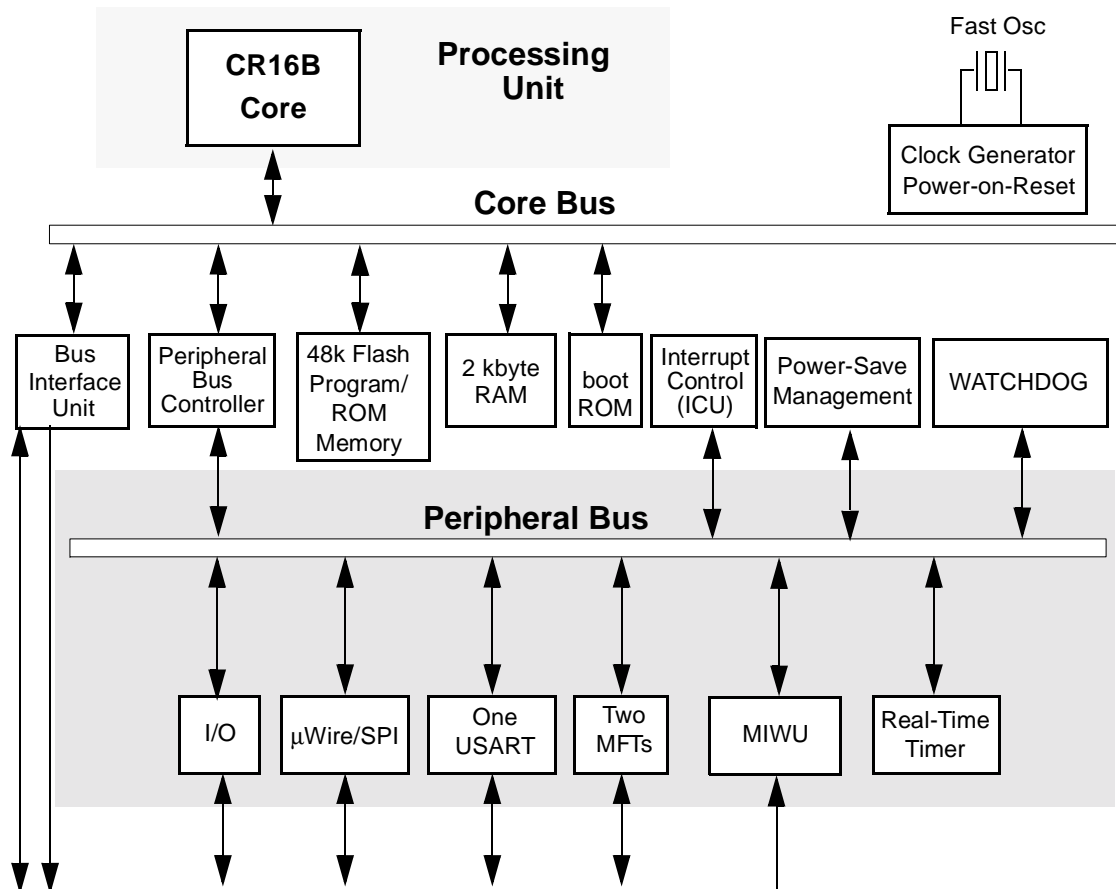 Fast Osc
CR16B
Core
Processing
Unit
Clock Generator
Power-on-Reset
Core Bus
Bus
Interface
Unit
Peripheral
Bus
Controller
48k Flash
Program/
ROM
Memory
2 kbyte
RAM
boot
ROM
Interrupt
Control
(ICU)
Power-Save
Management
WATCHDOG
Peripheral Bus
I/O
μWire/SPI
One
USART
Two
MFTs
MIWU
Real-Time
Timer